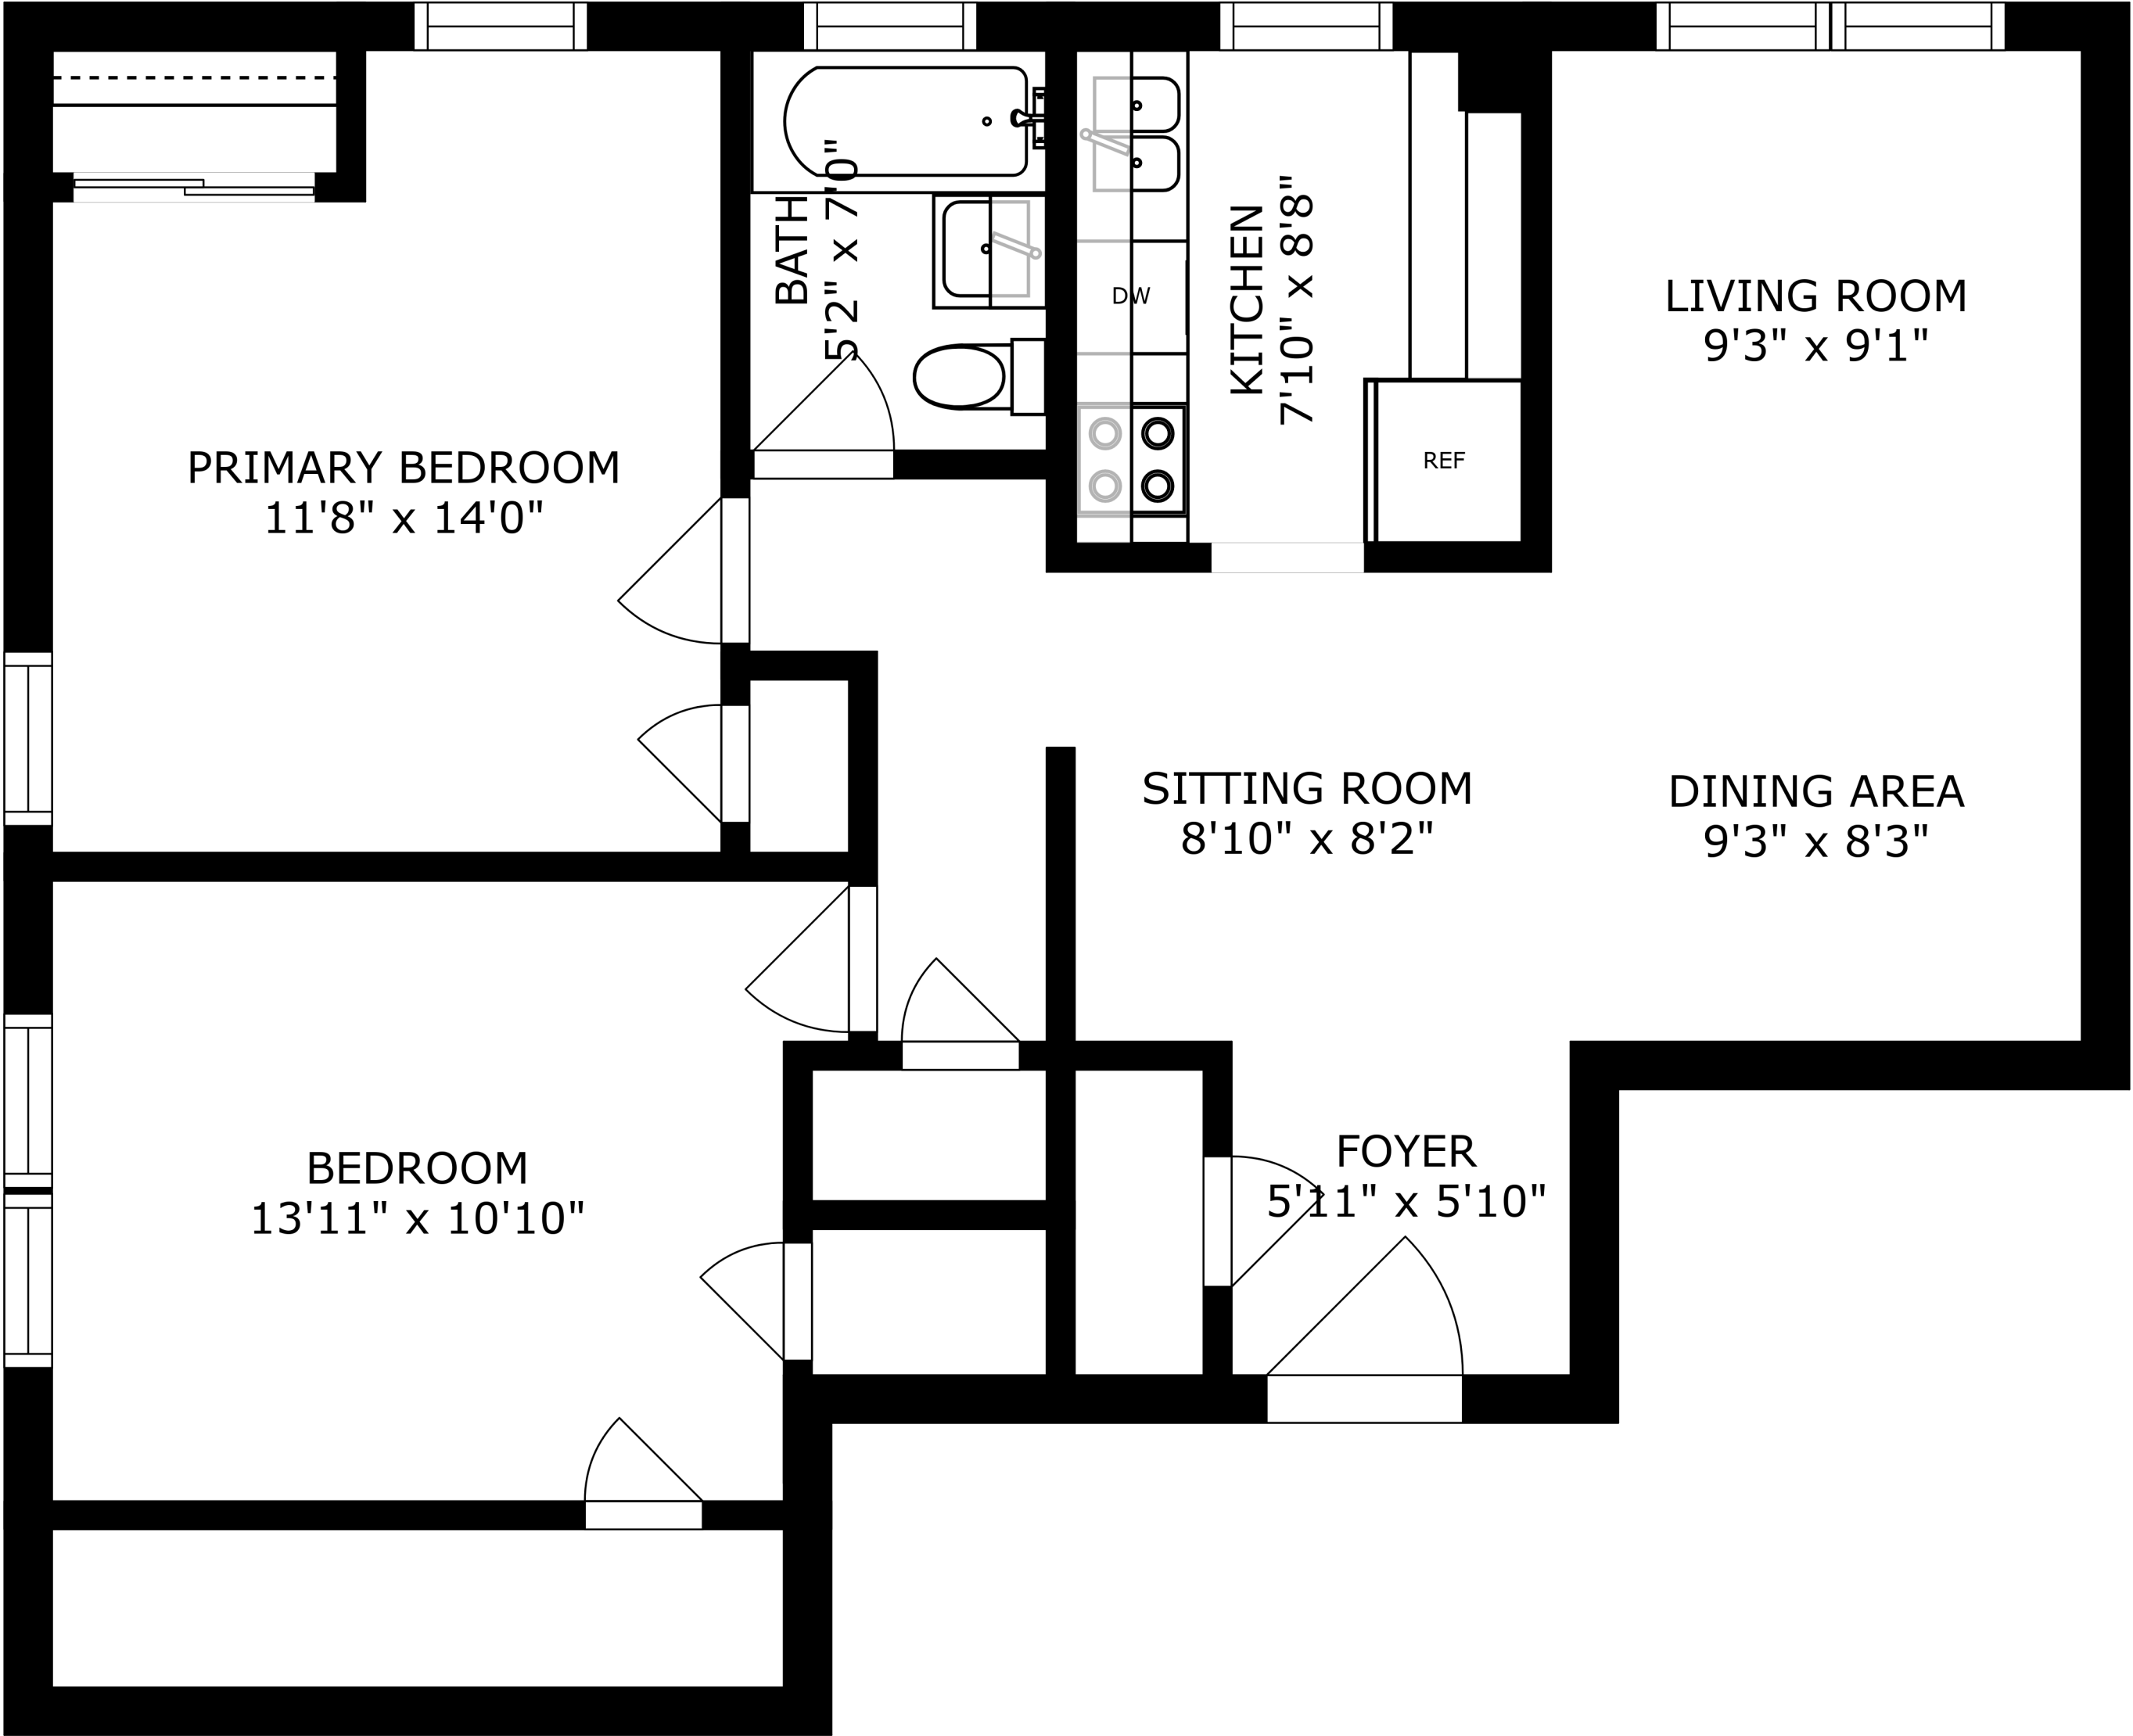 BATH
5'2" x 7'0"
KITCHEN
7'10" x 8'8"
DW
REF
LIVING ROOM
9'3" x 9'1"
PRIMARY BEDROOM
11'8" x 14'0"
SITTING ROOM
8'10" x 8'2"
DINING AREA
9'3" x 8'3"
BEDROOM
13'11" x 10'10"
FOYER
5'11" x 5'10"